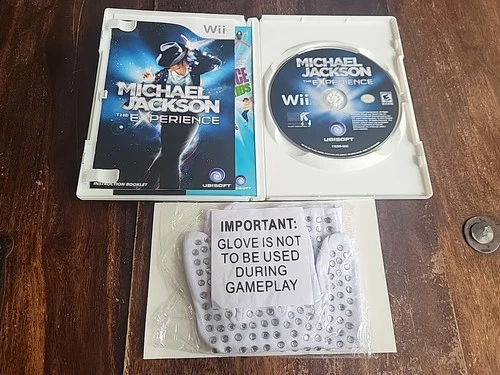 Wii
MICHAEL
JACKSON
THE EXPERIENCE
INSTRUCTION BOOKLET
UBISOFT
MICHAEL
JACKSON
THE EXPERIENCE
Wii
UBISOFT
IMPORTANT:
GLOVE IS NOT
TO BE USED
DURING
GAMEPLAY